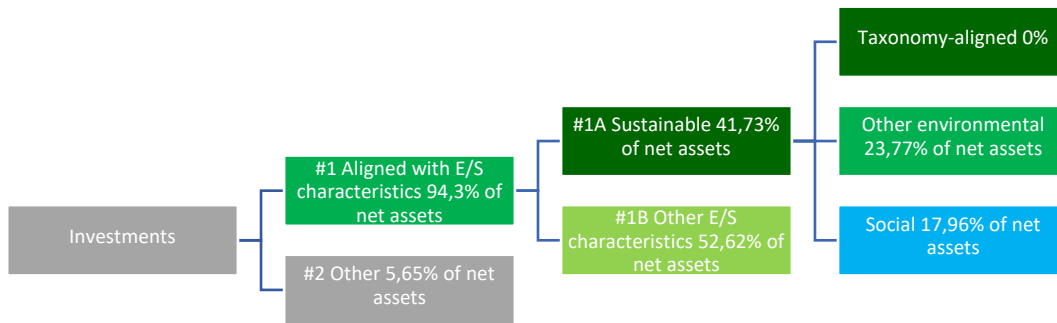 Investments
#1 Aligned with E/S
characteristics 94,3% of
net assets
#2 Other 5,65% of net
assets
#1A Sustainable 41,73%
of net assets
#1B Other E/S
characteristics 52,62% of
net assets
Taxonomy-aligned 0%
Other environmental
23,77% of net assets
Social 17,96% of net
assets